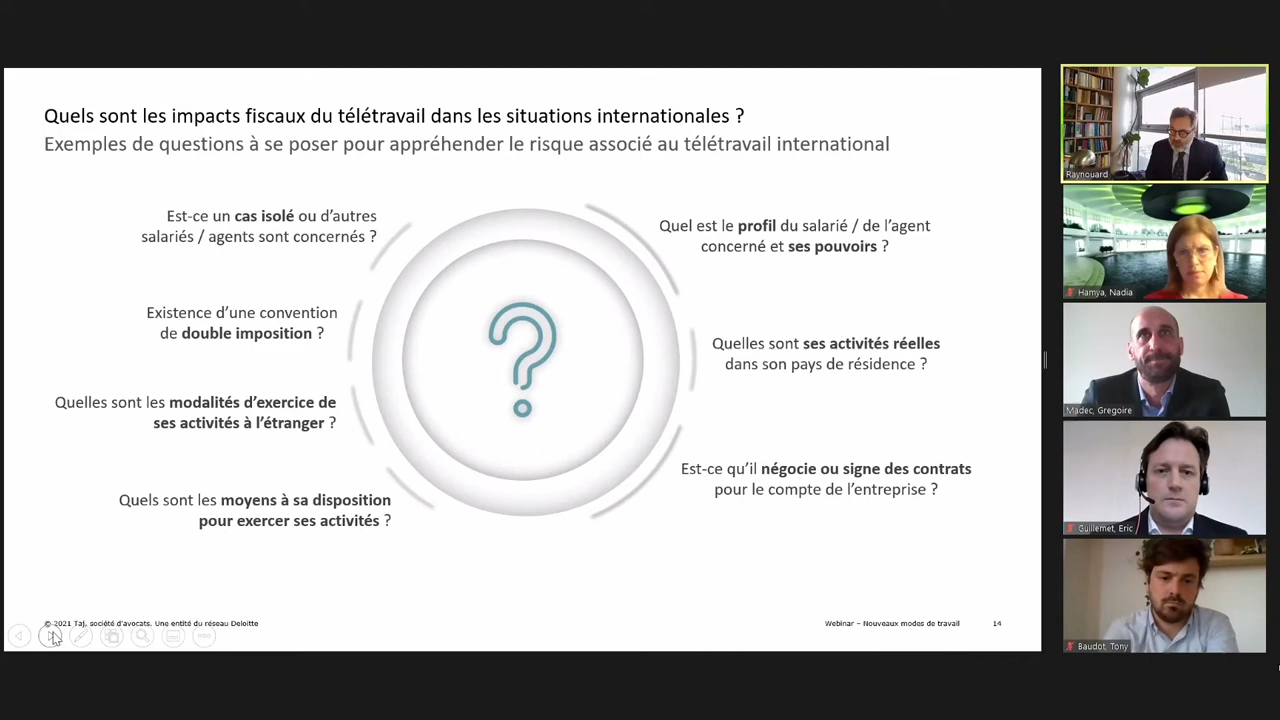 Quels sont les impacts fiscaux du télétravail dans les situations internationales ?
Exemples de questions à se poser pour appréhender le risque associé au télétravail international
Est-ce un cas isolé ou d'autres
salariés / agents sont concernés ?
Existence d'une convention
de double imposition ?
Quelles sont les modalités d'exercice de
ses activités à l'étranger ?
Quels sont les moyens à sa disposition
pour exercer ses activités ?
Quel est le profil du salarié / de l'agent
concerné et ses pouvoirs ?
Quelles sont ses activités réelles
dans son pays de résidence ?
Est-ce qu'il négocie ou signe des contrats
pour le compte de l'entreprise ?
© 2021 Taj, société d'avocats. Une entité du réseau Deloitte
Webinar – Nouveaux modes de travail
14
Raynouard
Hamya, Nadia
Madec, Gregoire
Guillemet, Eric
Baudot, Tony